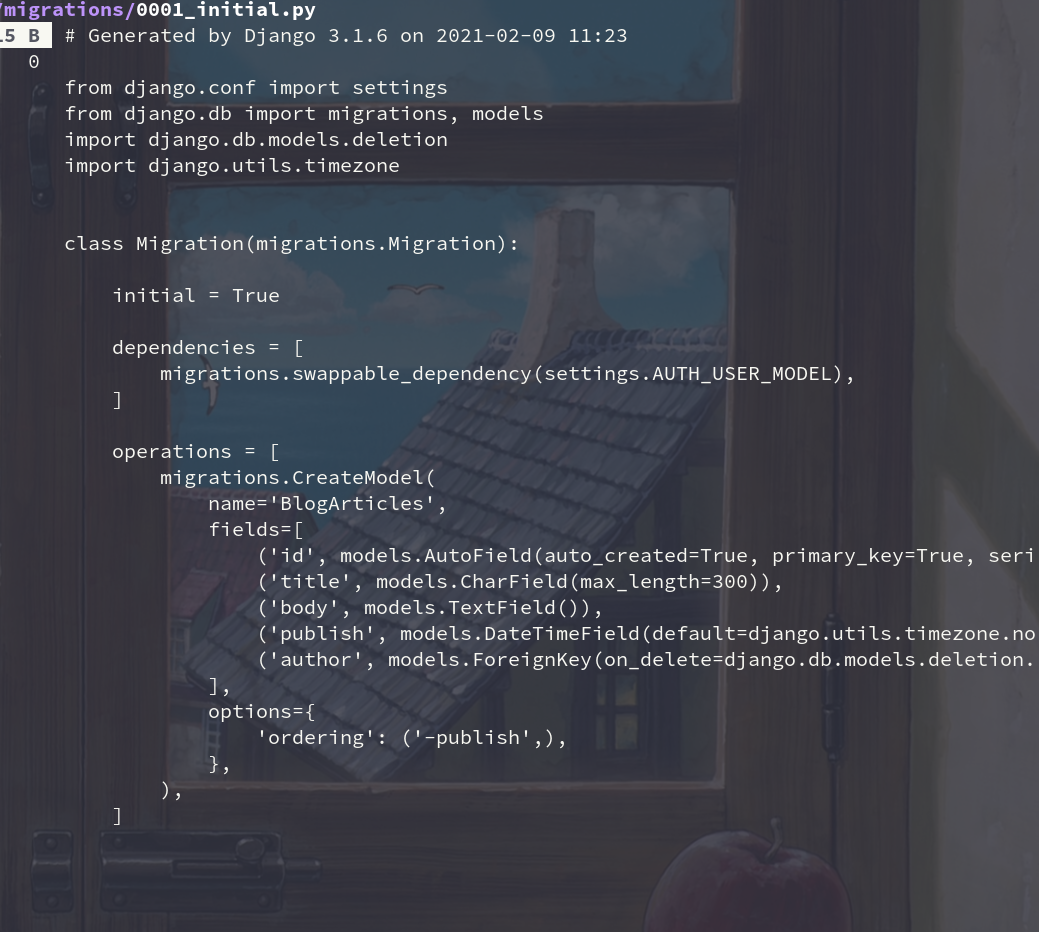 /migrations/0001_initial.py
5 B # Generated by Django 3.1.6 on 2021-02-09 11:23
0
from django.conf import settings
from django.db import migrations, models
import django.db.models.deletion
import django.utils.timezone
class Migration(migrations.Migration):
    initial = True
    dependencies = [
        migrations.swappable_dependency(settings.AUTH_USER_MODEL),
    ]
    operations = [
        migrations.CreateModel(
            name='BlogArticles',
            fields=[
                ('id', models.AutoField(auto_created=True, primary_key=True, seri
                ('title', models.CharField(max_length=300)),
                ('body', models.TextField()),
                ('publish', models.DateTimeField(default=django.utils.timezone.no
                ('author', models.ForeignKey(on_delete=django.db.models.deletion.
            ],
            options={
                'ordering': ('-publish',),
            },
        ),
    ]